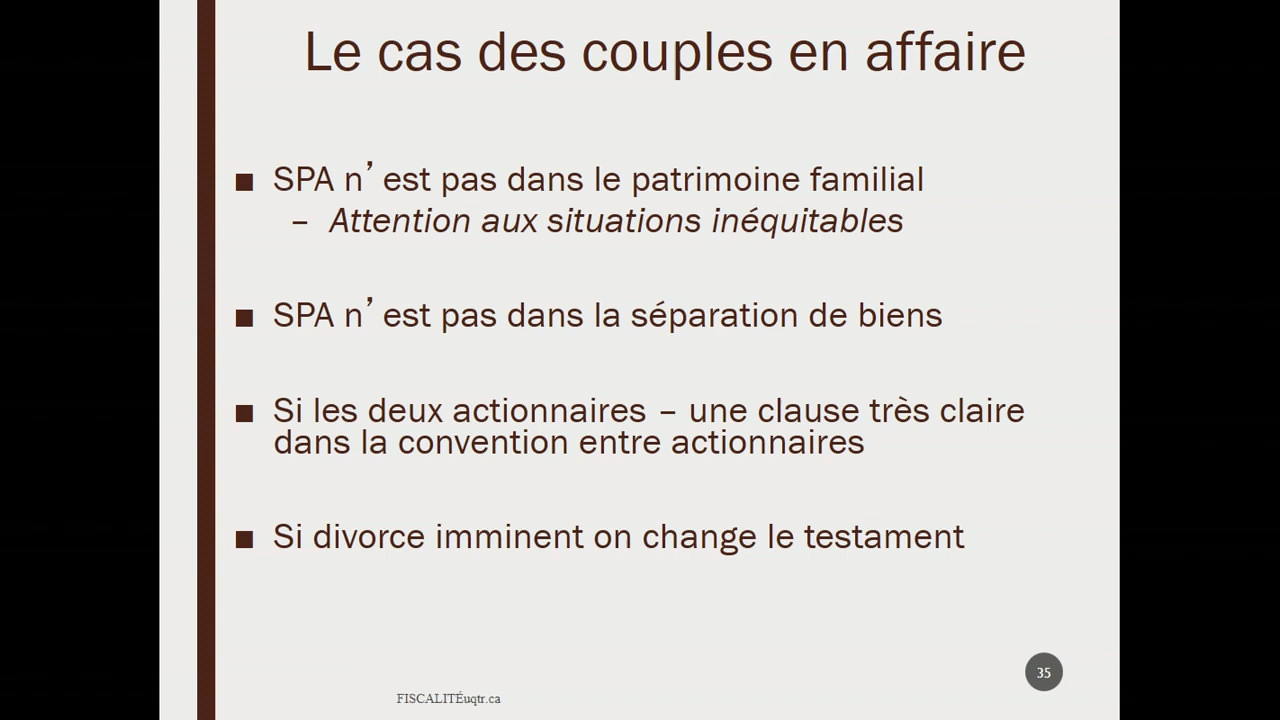 Le cas des couples en affaire
■ SPA n’est pas dans le patrimoine familial
– Attention aux situations inéquitables
■ SPA n’est pas dans la séparation de biens
■ Si les deux actionnaires – une clause très claire
dans la convention entre actionnaires
■ Si divorce imminent on change le testament
35
FISCALITÉuqtr.ca